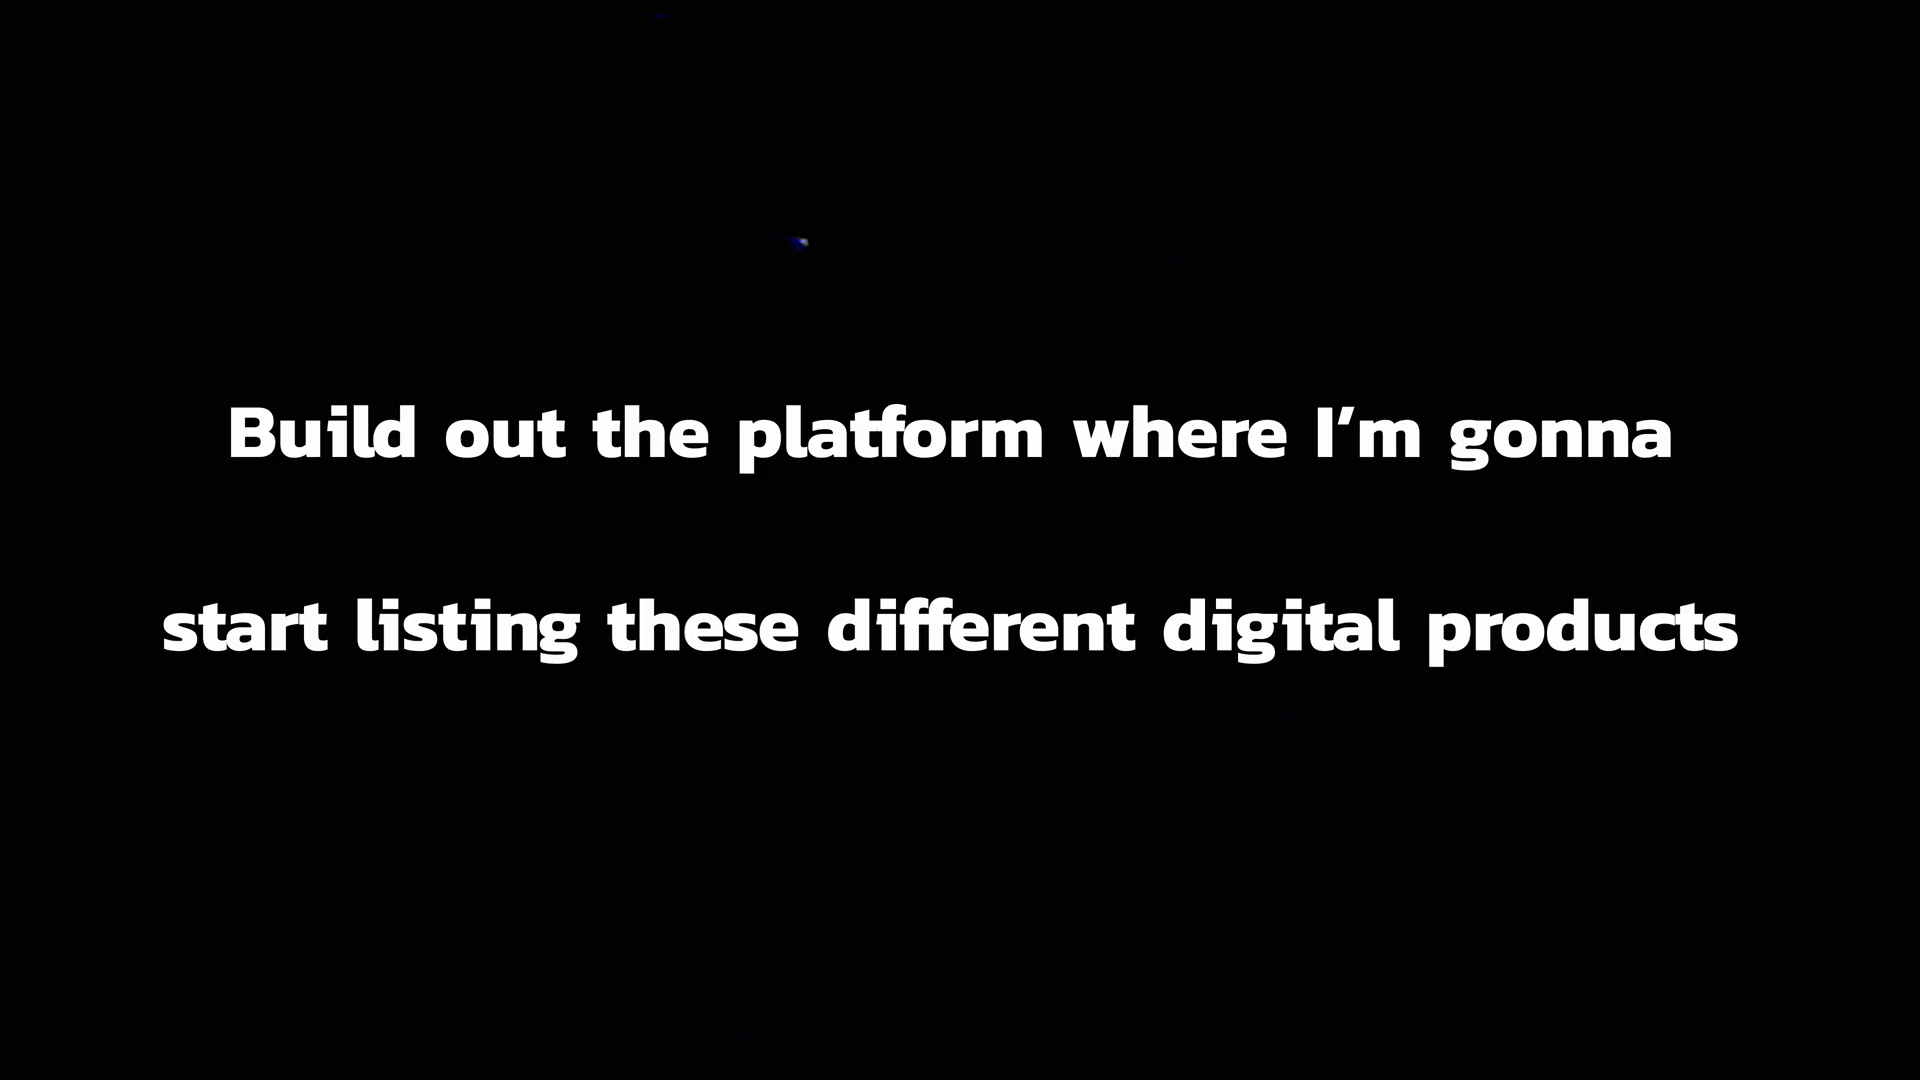 Build out the platform where I’m gonna
start listing these different digital products